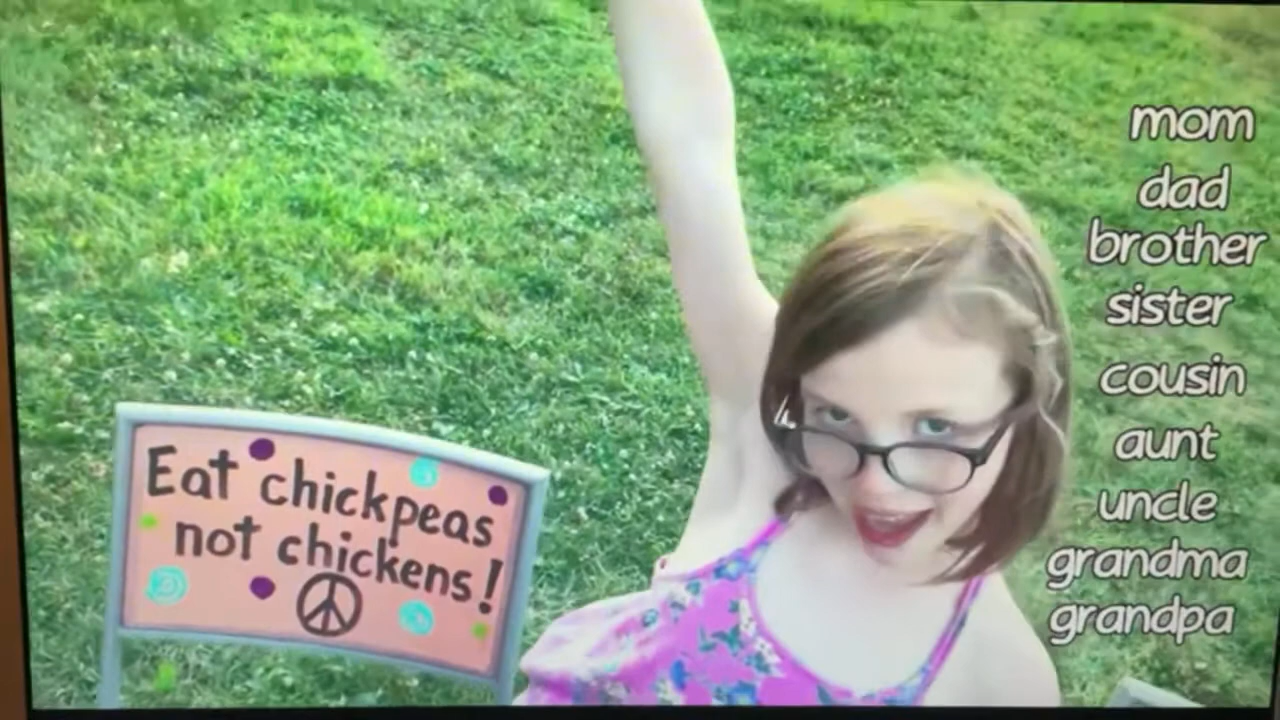 Eat chickpeas
not chickens!
mom
dad
brother
sister
cousin
aunt
uncle
grandma
grandpa